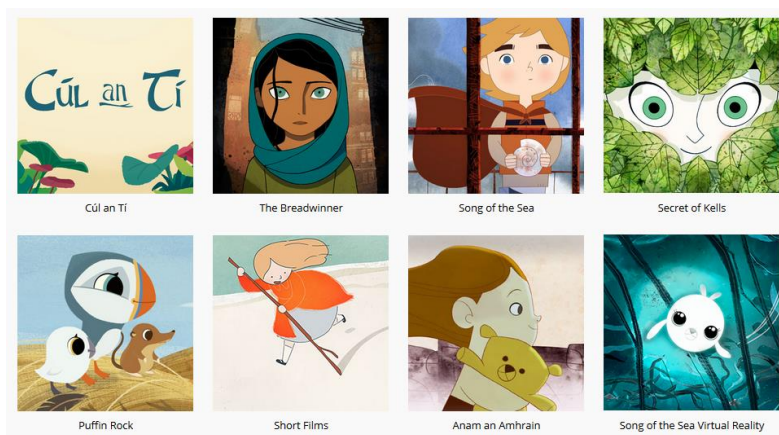 Cúl an Tí
Cúl an Tí
The Breadwinner
Song of the Sea
Secret of Kells
Puffin Rock
Short Films
Anam an Amhrain
Song of the Sea Virtual Reality